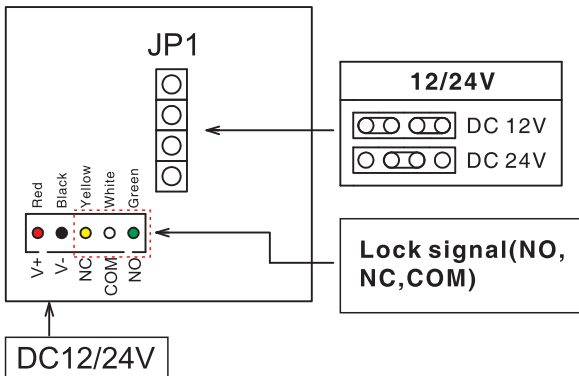 JP1
12/24V
DC 12V
DC 24V
Red
Black
Yellow
White
Green
V+
V-
NC
COM
NO
Lock signal(NO,
NC,COM)
DC12/24V